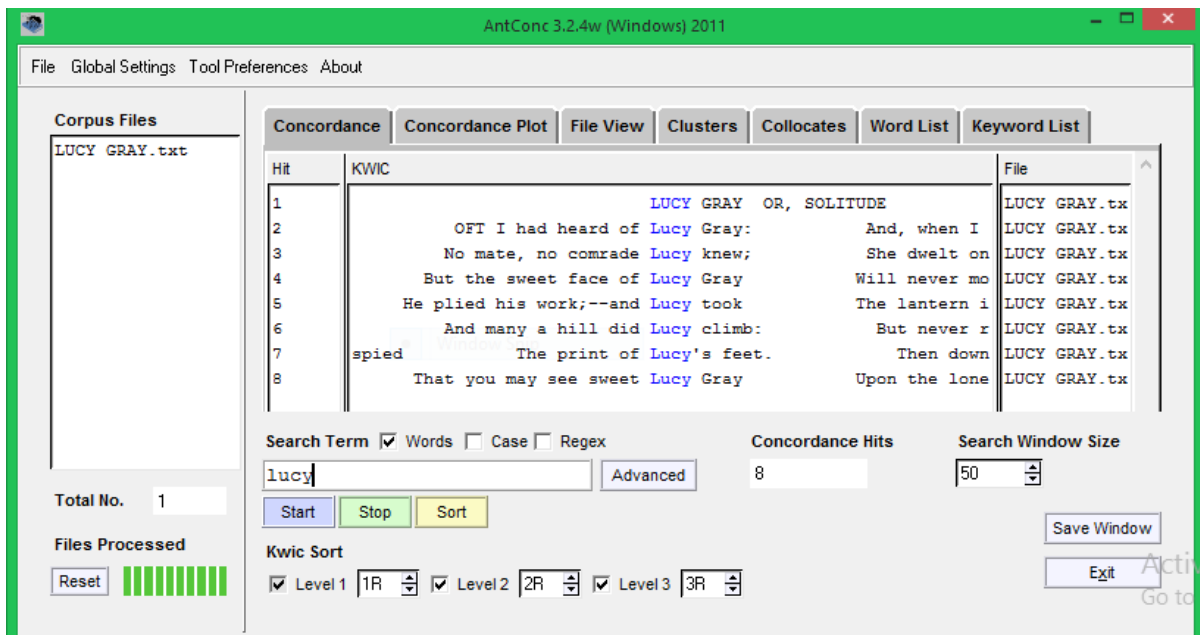 AntConc 3.2.4w (Windows) 2011
File Global Settings Tool Preferences About
Corpus Files
LUCY GRAY.txt
Concordance Concordance Plot File View Clusters Collocates Word List Keyword List
Hit KWIC File
1 LUCY GRAY OR, SOLITUDE LUCY GRAY.tx
2 OFT I had heard of Lucy Gray: And, when I LUCY GRAY.tx
3 No mate, no comrade Lucy knew; She dwelt on LUCY GRAY.tx
4 But the sweet face of Lucy Gray Will never mo LUCY GRAY.tx
5 He plied his work;--and Lucy took The lantern i LUCY GRAY.tx
6 And many a hill did Lucy climb: But never r LUCY GRAY.tx
7 spied The print of Lucy's feet. Then down LUCY GRAY.tx
8 That you may see sweet Lucy Gray Upon the lone LUCY GRAY.tx
Search Term Words Case Regex Concordance Hits Search Window Size
lucy Advanced 8 50
Total No. 1
Start Stop Sort
Save Window
Files Processed
Kwic Sort
Reset Level 1 1R Level 2 2R Level 3 3R
Exit
Activ
Go to